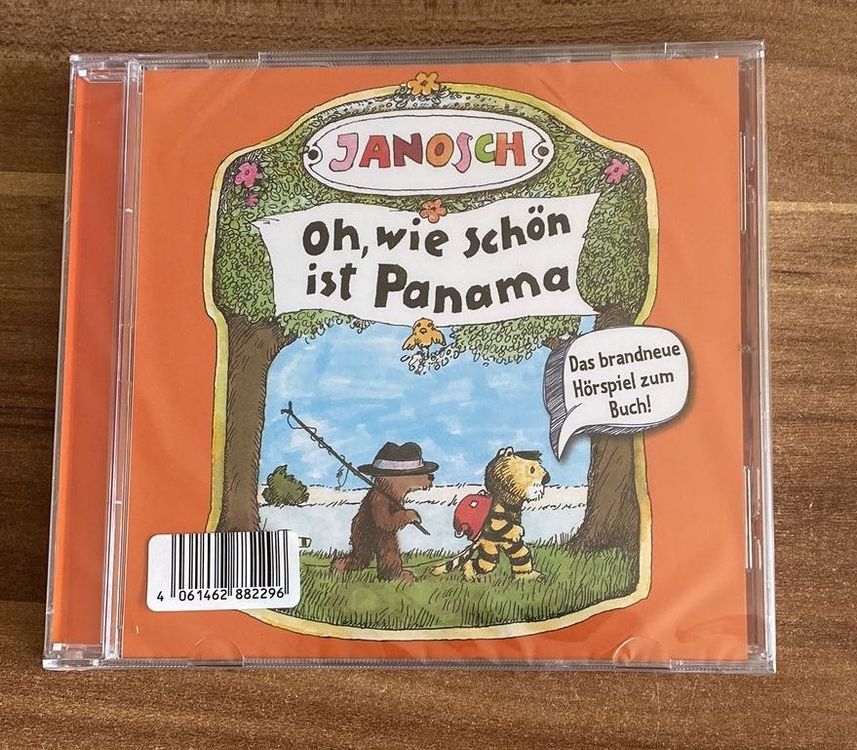 JANOSCH
Oh, wie schön
ist Panama
Das brandneue
Hörspiel zum
Buch!
4 061462 882296